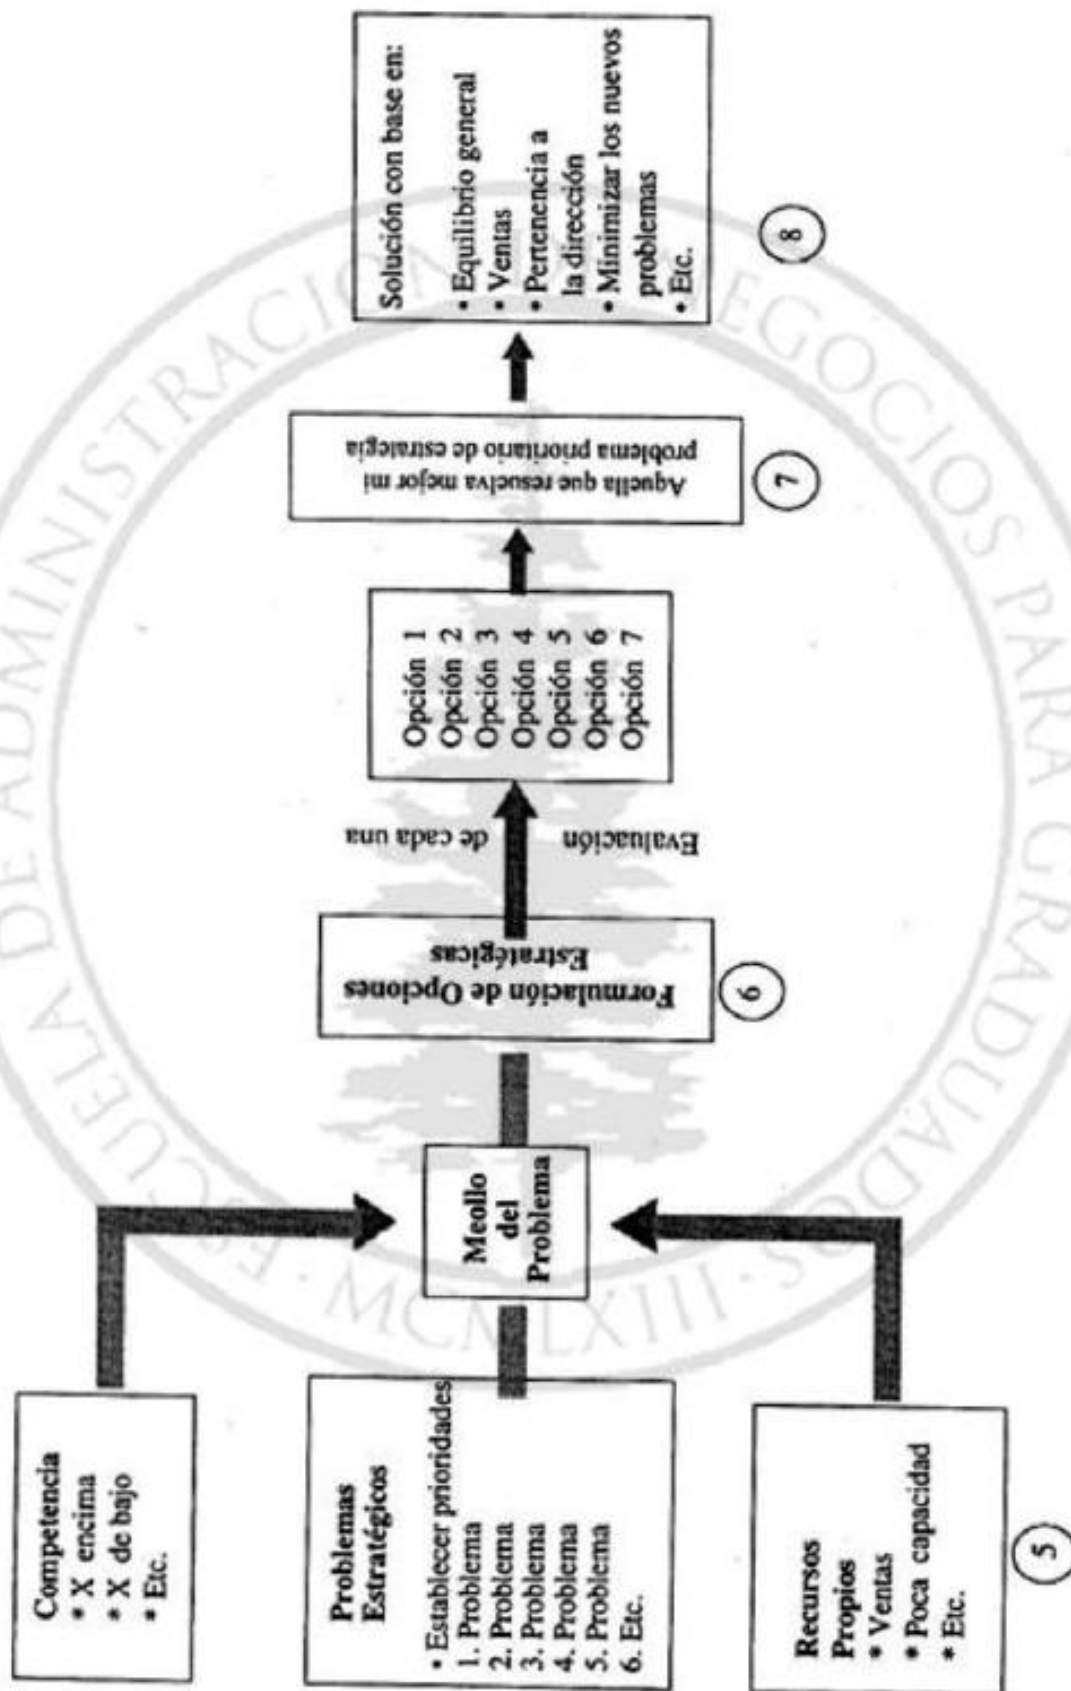 Competencia
* X encima
* X de bajo
* Etc.
Problemas
Estratégicos
• Establecer prioridades
1. Problema
2. Problema
3. Problema
4. Problema
5. Problema
6. Etc.
Recursos
Propios
* Ventas
* Poca capacidad
* Etc.
5
Meollo
del
Problema
Formulación de Opciones
Estratégicas
6
Evaluación
de cada una
Opción 1
Opción 2
Opción 3
Opción 4
Opción 5
Opción 6
Opción 7
Aquella que resuelva mejor mi
problema prioritario de estrategia
7
Solución con base en:
• Equilibrio general
• Ventas
• Pertenencia a
la dirección
• Minimizar los nuevos
problemas
• Etc.
8
ESCUELA DE ADMINISTRACION DE NEGOCIOS PARA GRADUADOS · MCMLXIII ·